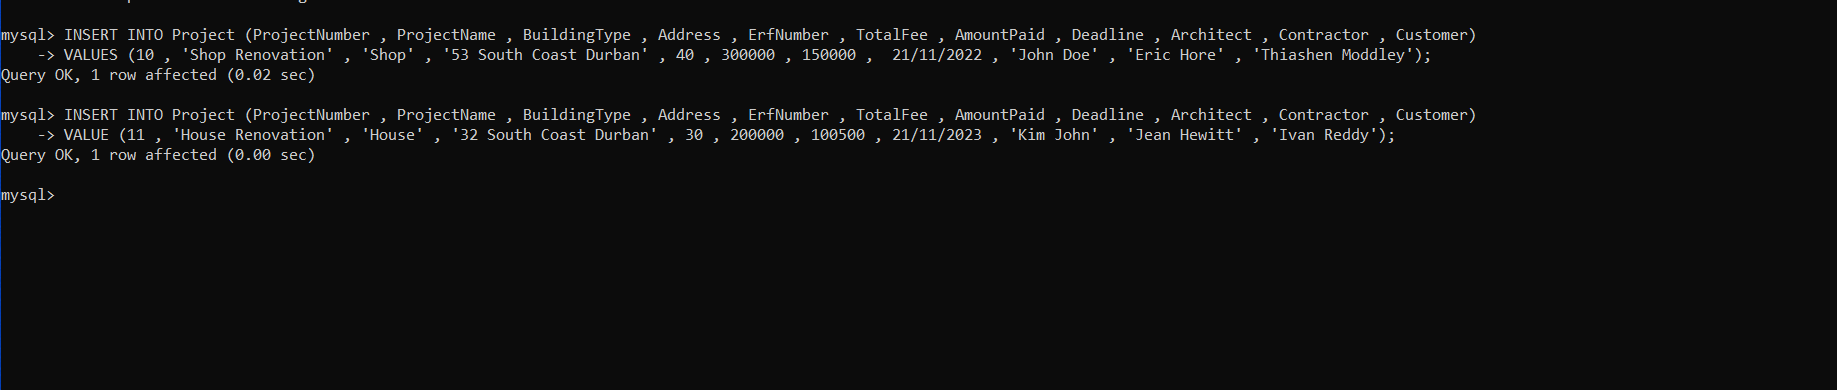 mysql> INSERT INTO Project (ProjectNumber , ProjectName , BuildingType , Address , ErfNumber , TotalFee , AmountPaid , Deadline , Architect , Contractor , Customer)
    -> VALUES (10 , 'Shop Renovation' , 'Shop' , '53 South Coast Durban' , 40 , 300000 , 150000 ,  21/11/2022 , 'John Doe' , 'Eric Hore' , 'Thiashen Moddley');
Query OK, 1 row affected (0.02 sec)

mysql> INSERT INTO Project (ProjectNumber , ProjectName , BuildingType , Address , ErfNumber , TotalFee , AmountPaid , Deadline , Architect , Contractor , Customer)
    -> VALUE (11 , 'House Renovation' , 'House' , '32 South Coast Durban' , 30 , 200000 , 100500 , 21/11/2023 , 'Kim John' , 'Jean Hewitt' , 'Ivan Reddy');
Query OK, 1 row affected (0.00 sec)

mysql>